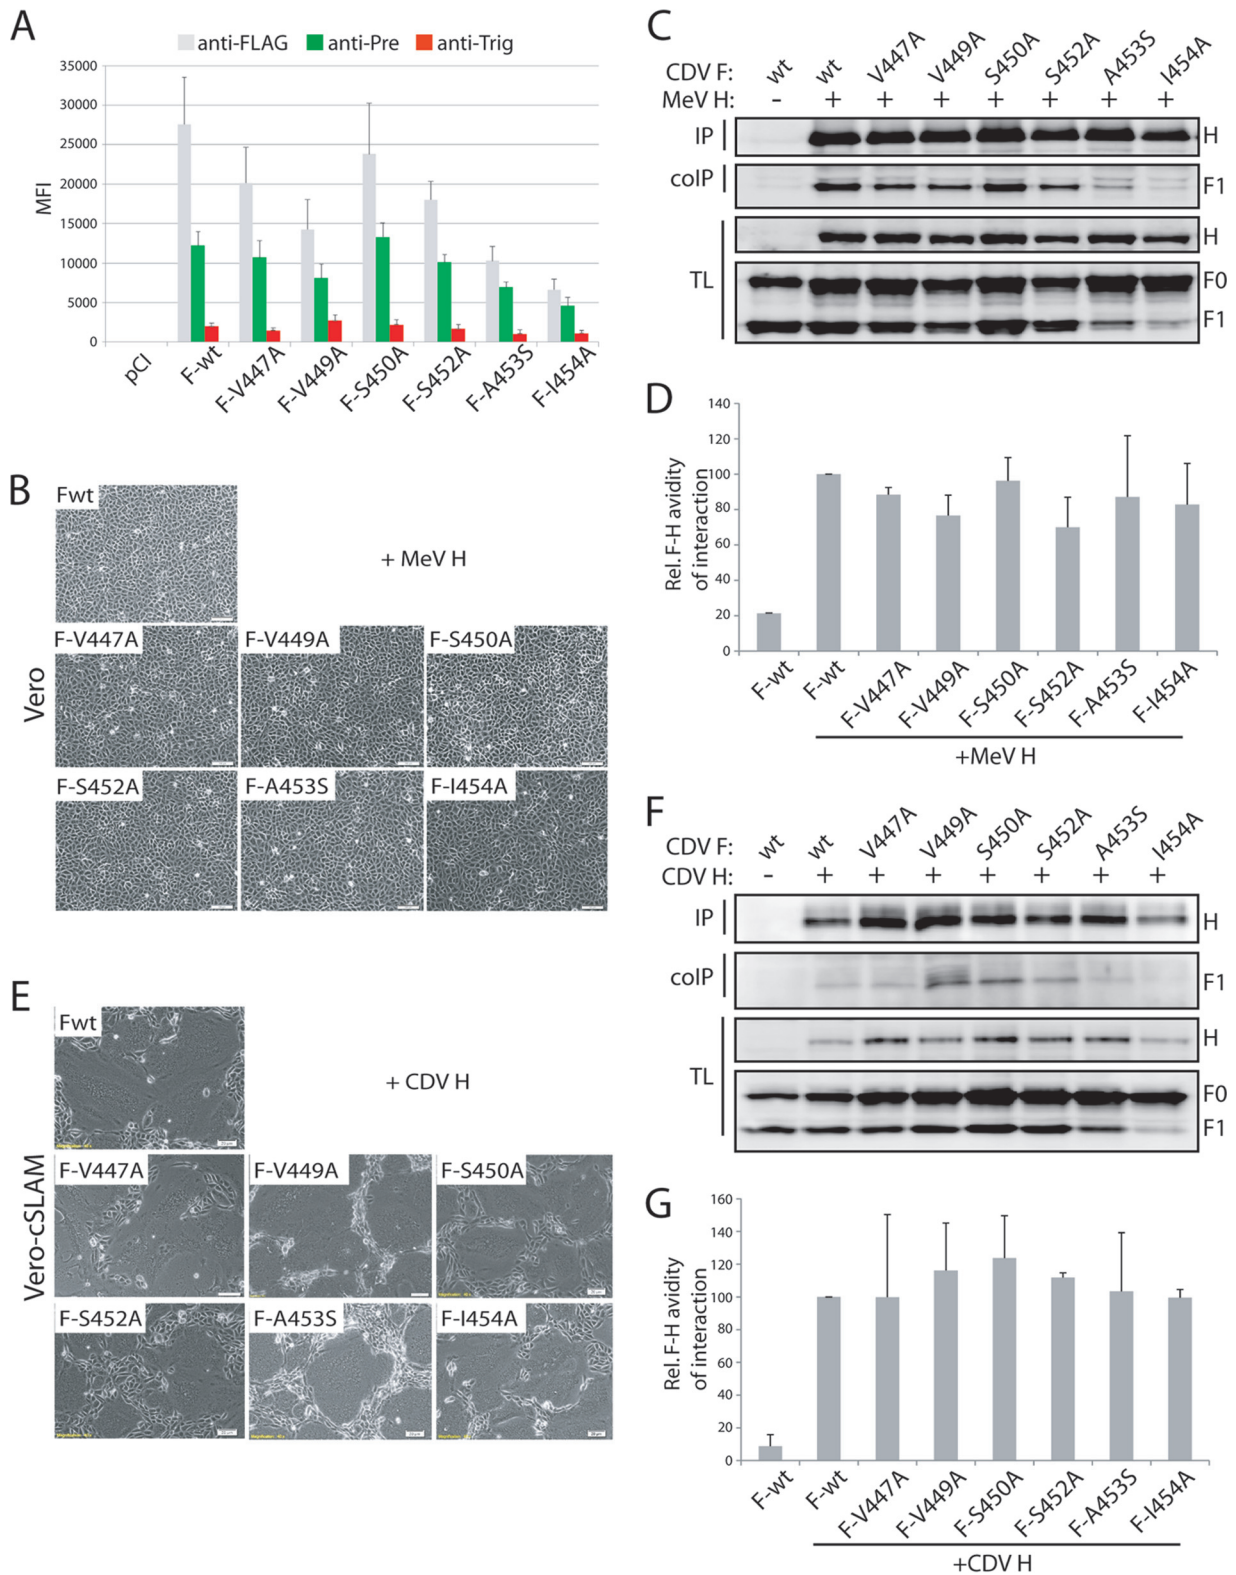 A
anti-FLAG anti-Pre anti-Trig
35000
30000
25000
20000
15000
10000
5000
0
MFI
pCI F-wt F-V447A F-V449A F-S450A F-S452A F-A453S F-I454A
B
Fwt
+ MeV H
Vero
F-V447A F-V449A F-S450A
F-S452A F-A453S F-I454A
C
CDV F: wt wt V447A V449A S450A S452A A453S I454A
MeV H: - + + + + + + +
IP H
coIP F1
H
TL F0
F1
D
140
120
100
80
60
40
20
0
Rel. F-H avidity
of interaction
F-wt F-wt F-V447A F-V449A F-S450A F-S452A F-A453S F-I454A
+MeV H
E
Fwt
+ CDV H
Vero-cSLAM
F-V447A F-V449A F-S450A
F-S452A F-A453S F-I454A
F
CDV F: wt wt V447A V449A S450A S452A A453S I454A
CDV H: - + + + + + + +
IP H
coIP F1
H
TL F0
F1
G
160
140
120
100
80
60
40
20
0
Rel. F-H avidity
of interaction
F-wt F-wt F-V447A F-V449A F-S450A F-S452A F-A453S F-I454A
+CDV H